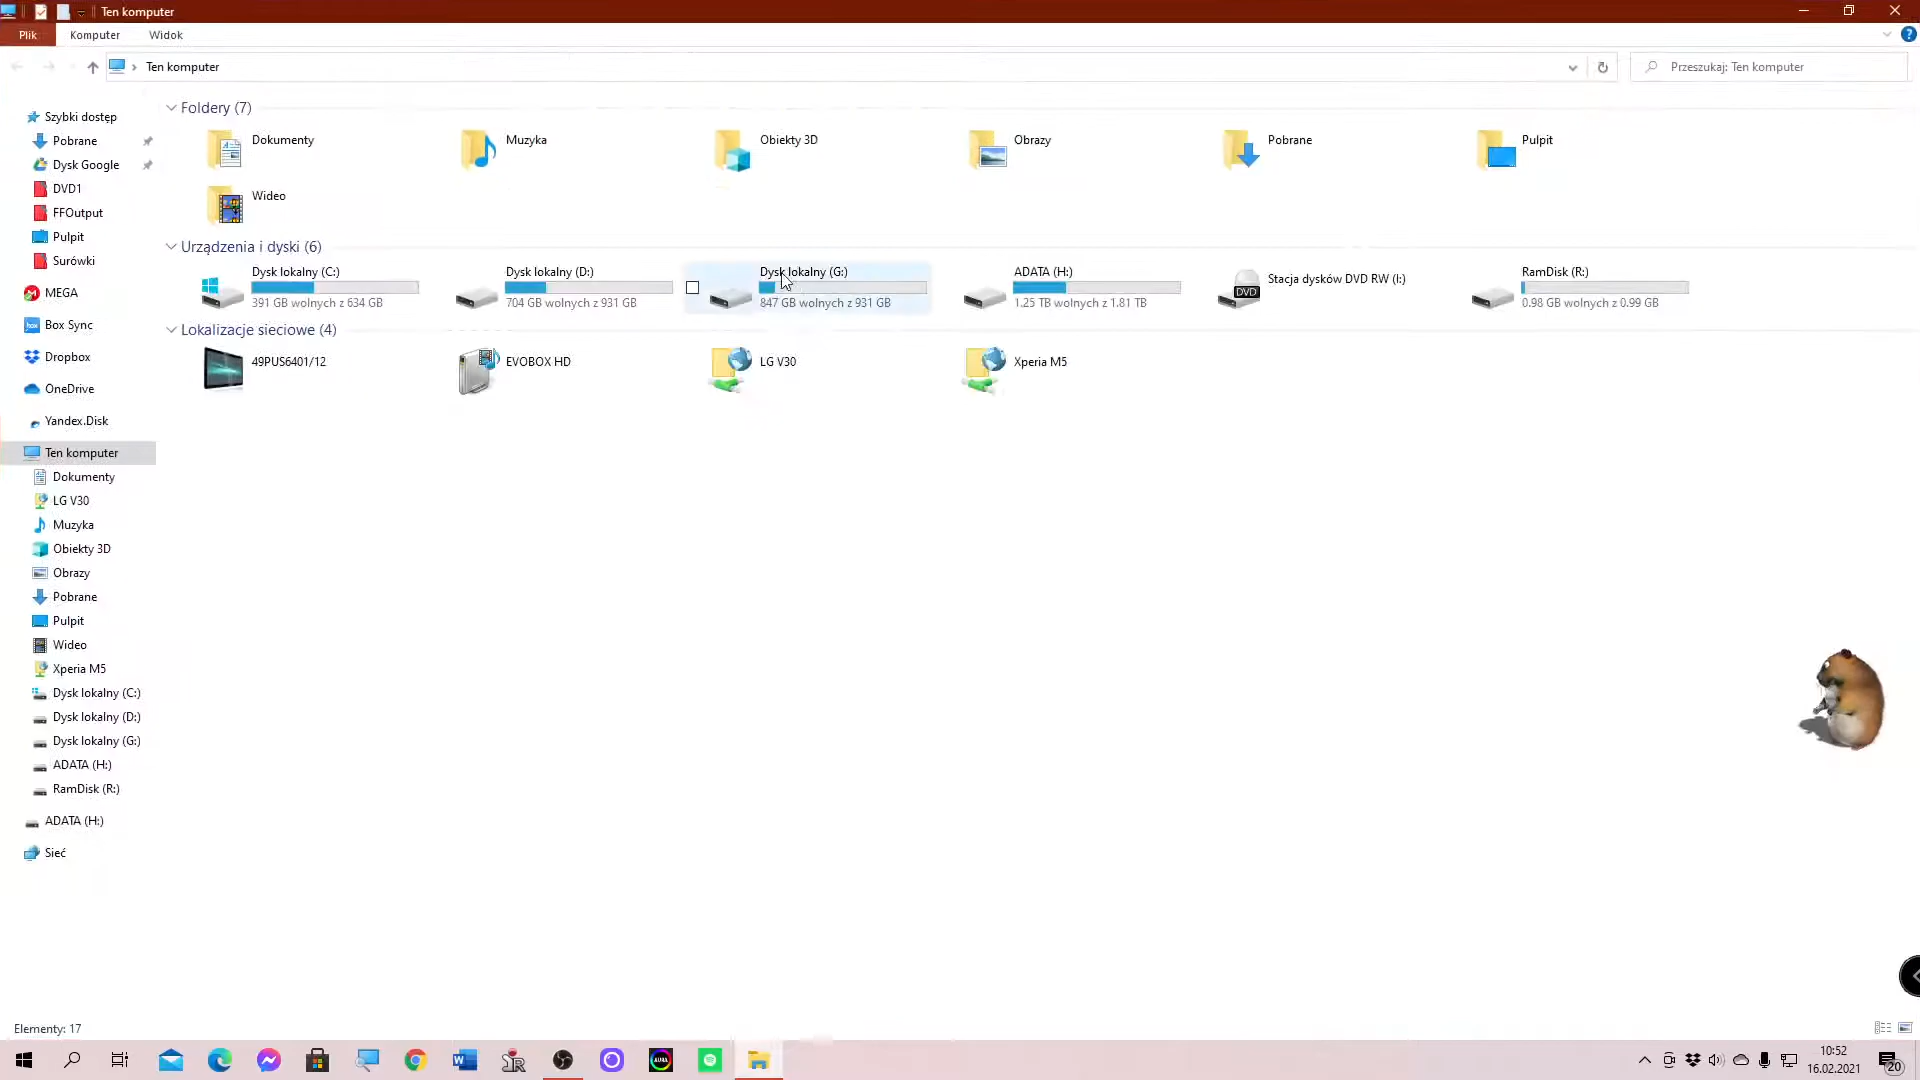 Ten komputer
Plik
Komputer
Widok
Ten komputer
Przeszukaj: Ten komputer
Szybki dostęp
Pobrane
Dysk Google
DVD1
FFOutput
Pulpit
Surówki
MEGA
Box Sync
Dropbox
OneDrive
Yandex.Disk
Ten komputer
Dokumenty
LG V30
Muzyka
Obiekty 3D
Obrazy
Pobrane
Pulpit
Wideo
Xperia M5
Dysk lokalny (C:)
Dysk lokalny (D:)
Dysk lokalny (G:)
ADATA (H:)
RamDisk (R:)
ADATA (H:)
Sieć
Foldery (7)
Dokumenty
Muzyka
Obiekty 3D
Obrazy
Pobrane
Pulpit
Wideo
Urządzenia i dyski (6)
Dysk lokalny (C:)
391 GB wolnych z 634 GB
Dysk lokalny (D:)
704 GB wolnych z 931 GB
Dysk lokalny (G:)
847 GB wolnych z 931 GB
ADATA (H:)
1.25 TB wolnych z 1.81 TB
DVD
Stacja dysków DVD RW (I:)
RamDisk (R:)
0.98 GB wolnych z 0.99 GB
Lokalizacje sieciowe (4)
49PUS6401/12
EVOBOX HD
LG V30
Xperia M5
Elementy: 17
10:52
16.02.2021
20